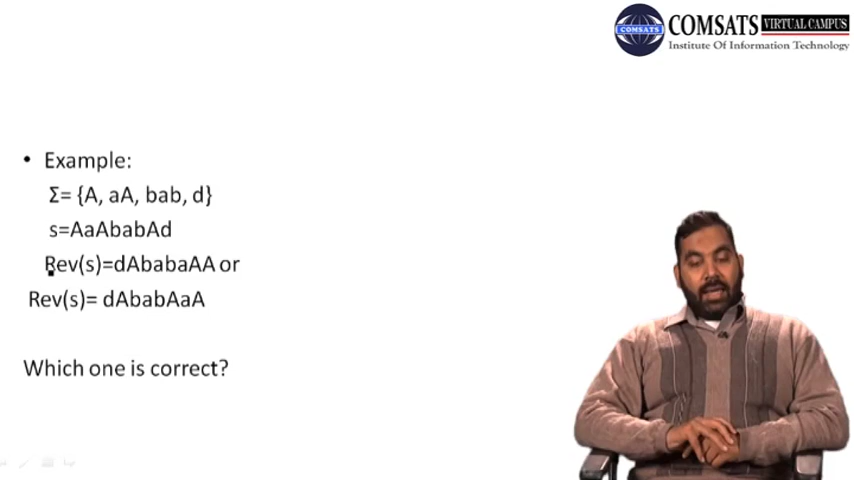 COMSATS VIRTUAL CAMPUS
COMSATS
Institute Of Information Technology
• Example:
Σ= {A, aA, bab, d}
s=AaAbabAd
Rev(s)=dAbabaAA or
Rev(s)= dAbabAaA
Which one is correct?